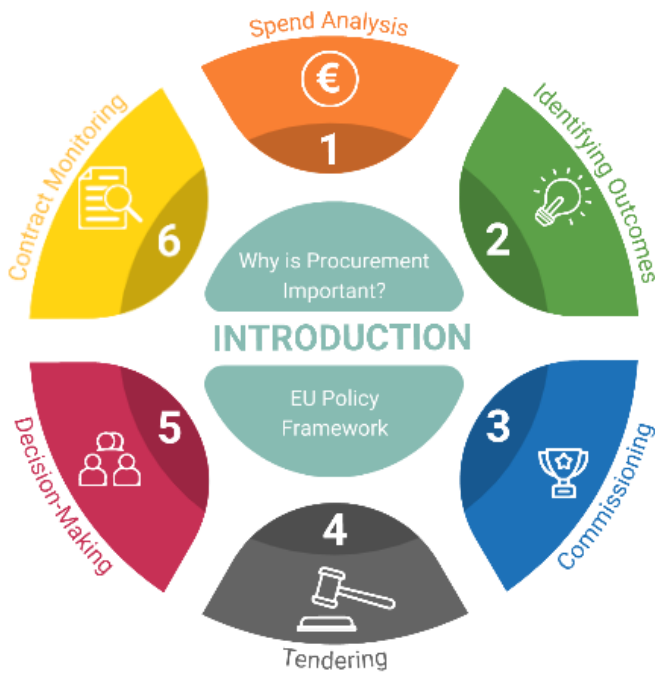 Spend Analysis
€
1
Identifying Outcomes
2
Commissioning
3
Tendering
4
Decision-Making
5
Contract Monitoring
6
Why is Procurement
Important?
INTRODUCTION
EU Policy
Framework